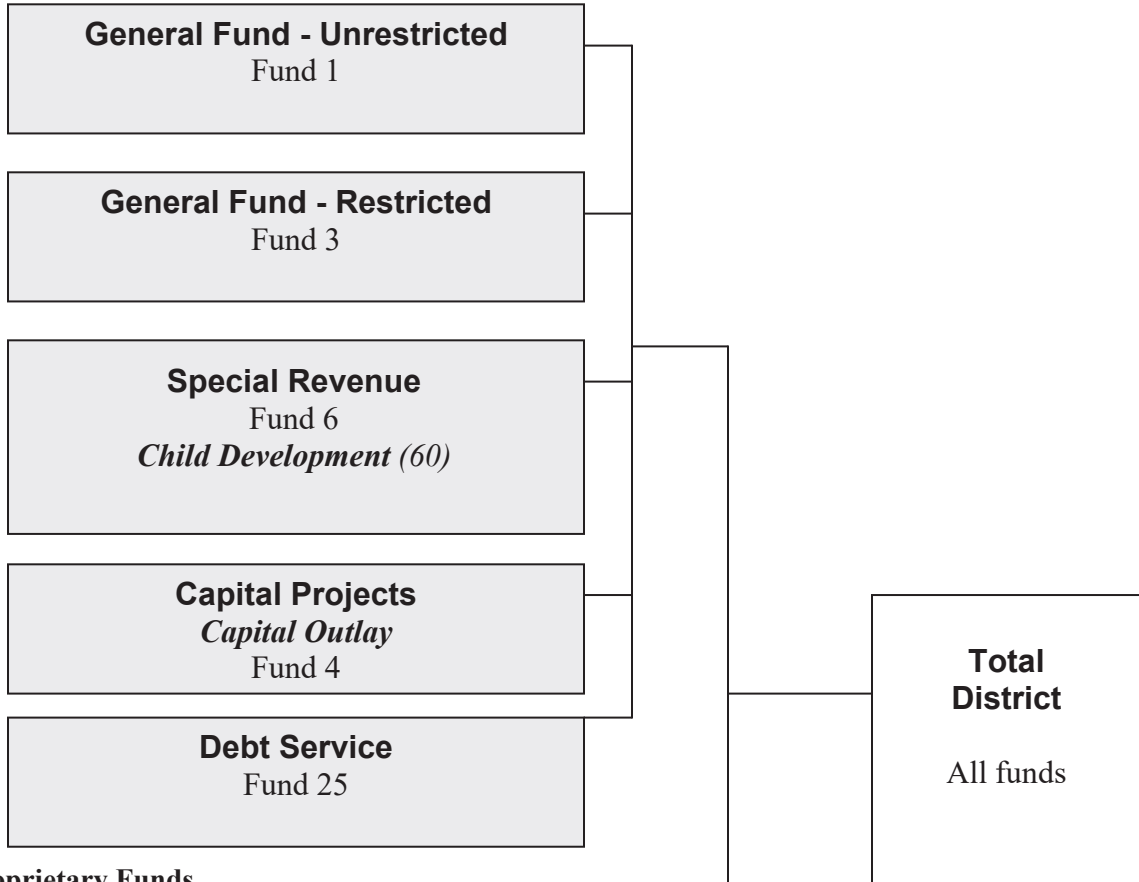 General Fund - Unrestricted
Fund 1
General Fund - Restricted
Fund 3
Special Revenue
Fund 6
Child Development (60)
Capital Projects
Capital Outlay
Fund 4
Debt Service
Fund 25
Total
District
All funds
Funds